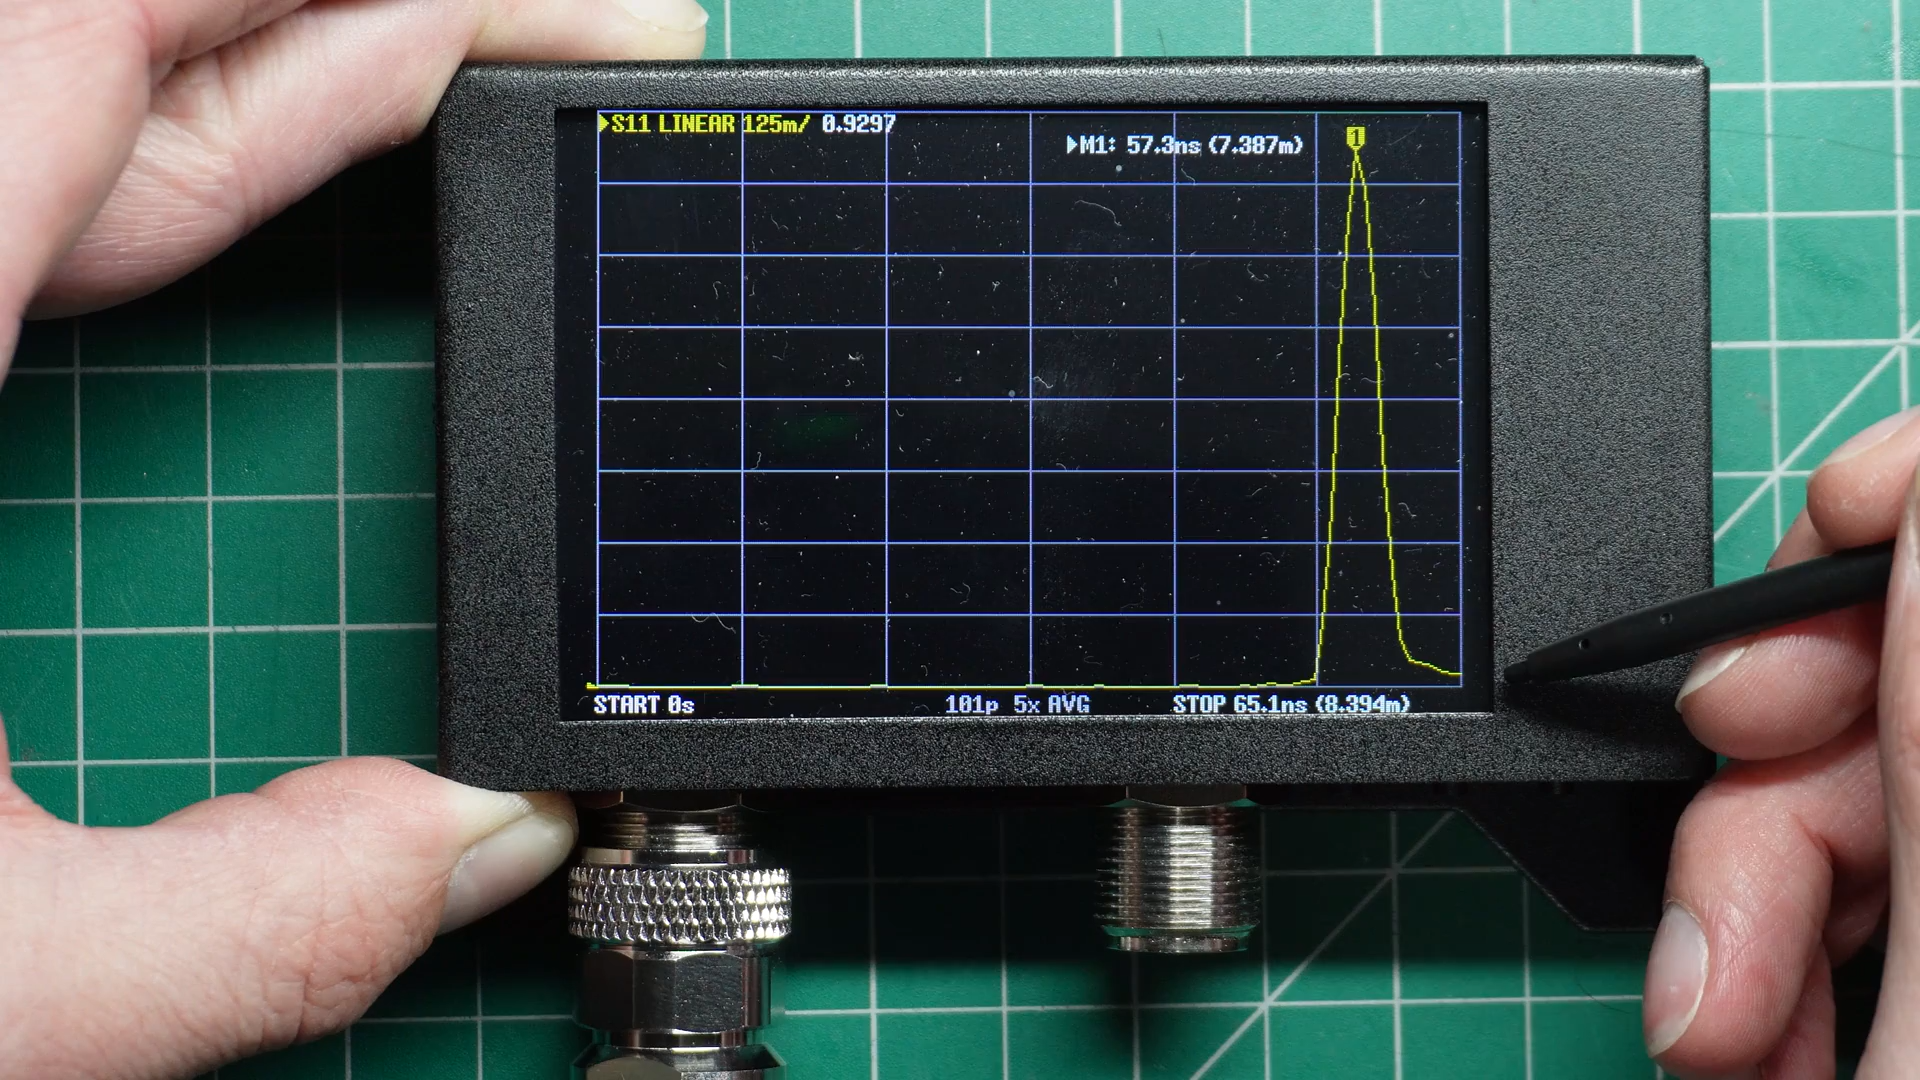 S11 LINEAR 125m/ 0.9297
M1: 57.3ns (7.387m)
1
START 0s 101p 5x AVG STOP 65.1ns (8.394m)